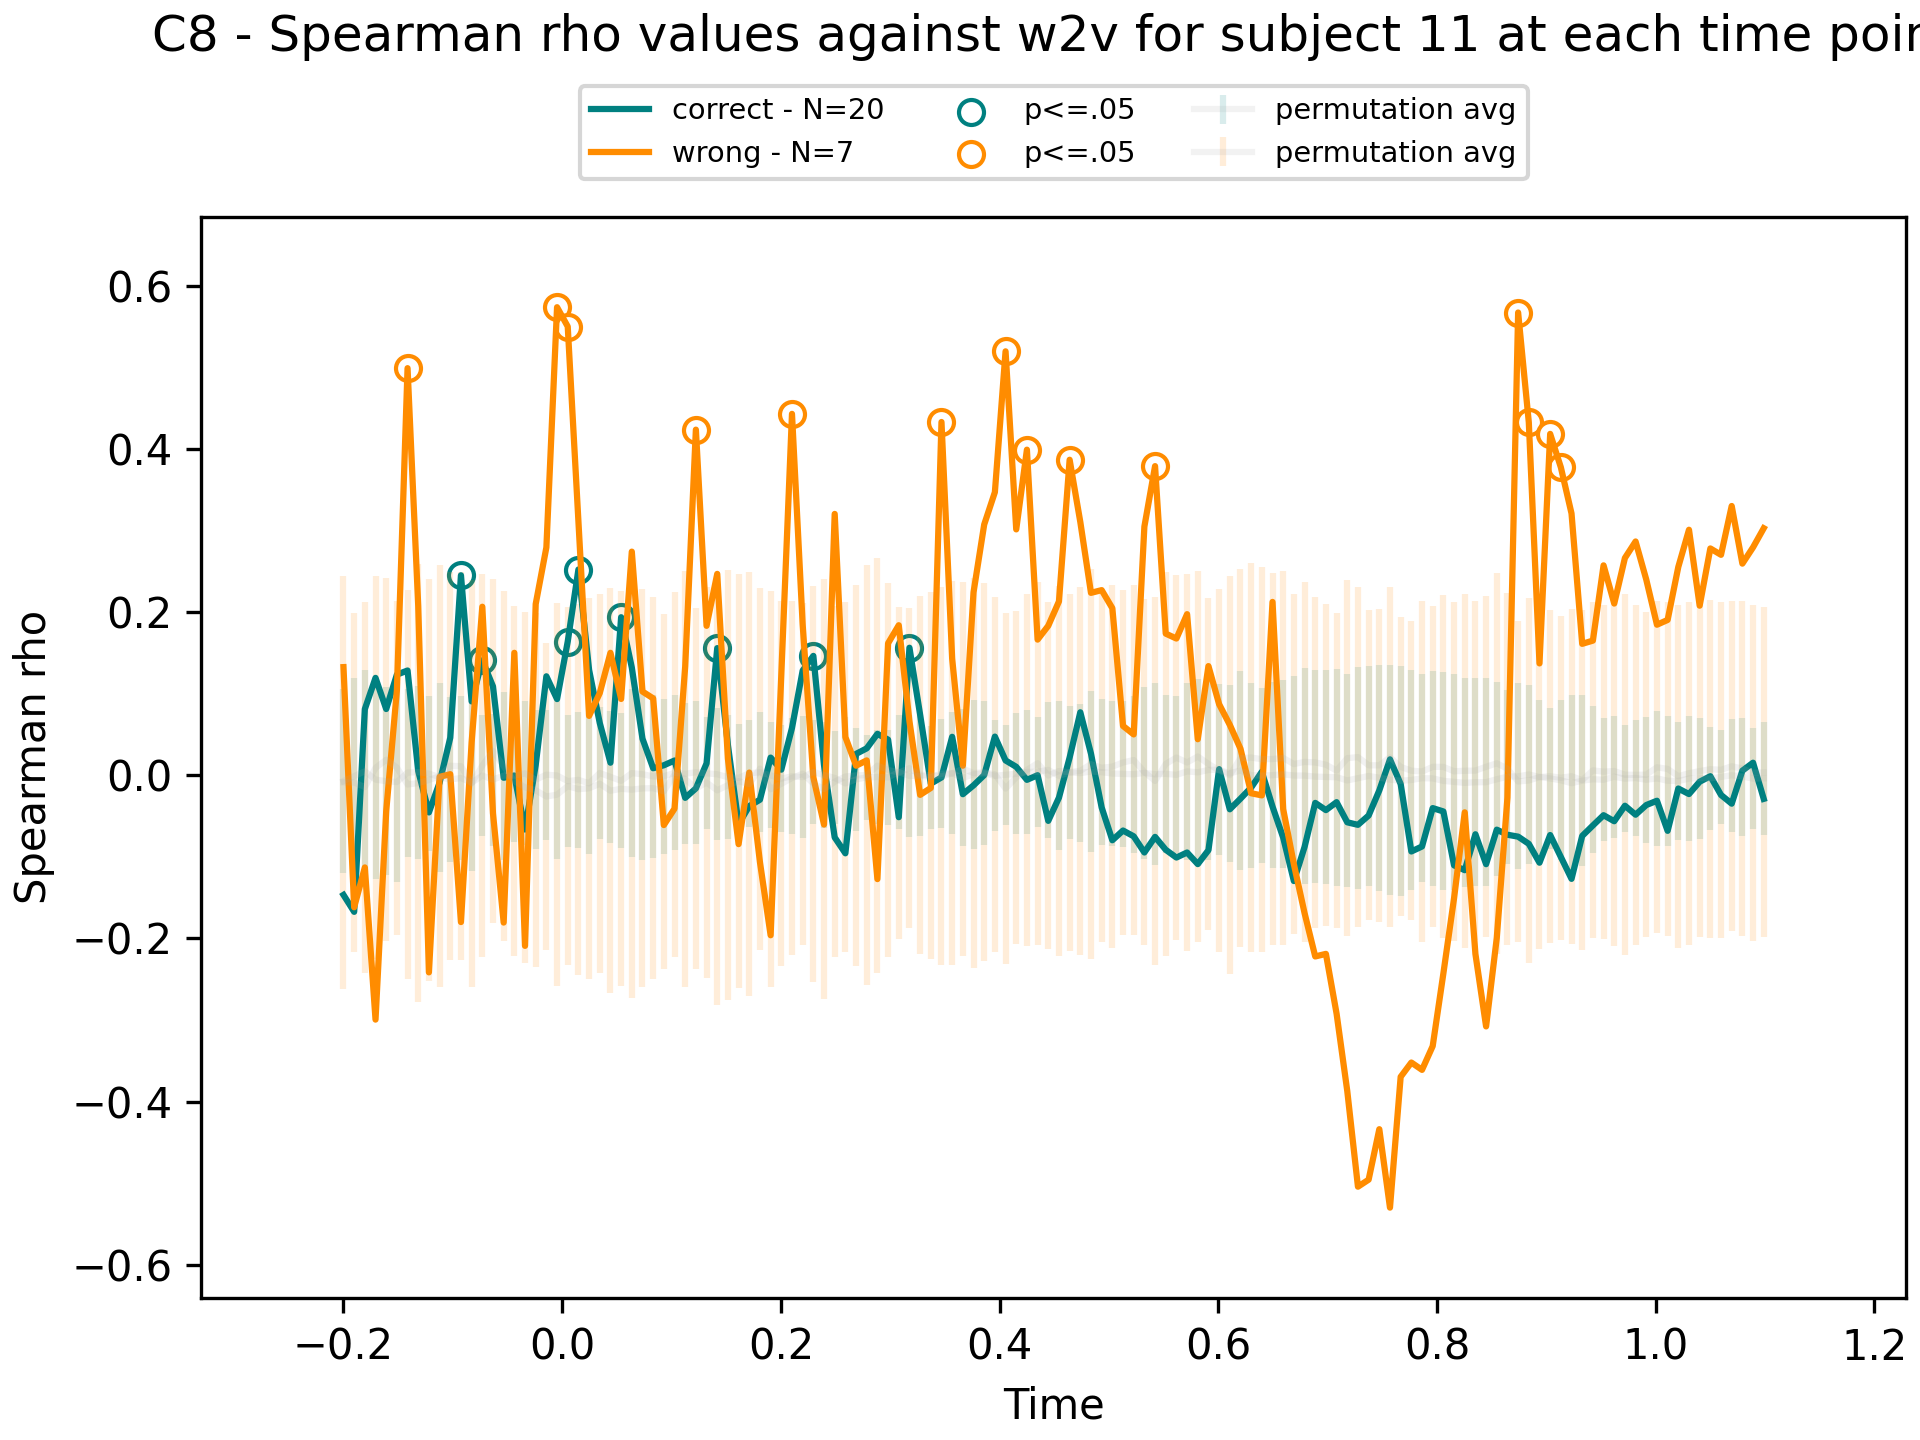 C8 - Spearman rho values against w2v for subject 11 at each time poin
correct - N=20
wrong - N=7
p<=.05
p<=.05
permutation avg
permutation avg
Spearman rho
0.6
0.4
0.2
0.0
−0.2
−0.4
−0.6
−0.2 0.0 0.2 0.4 0.6 0.8 1.0 1.2
Time